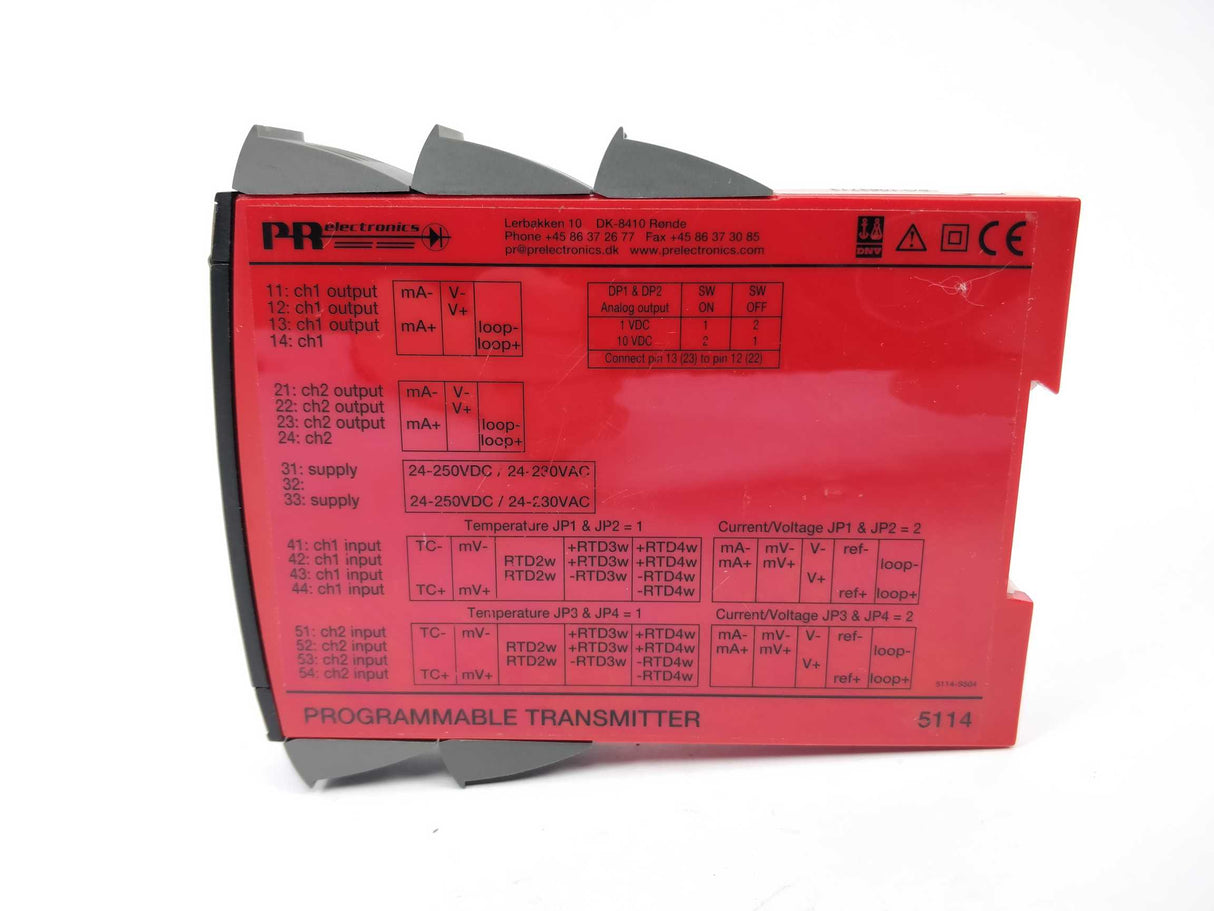 PR electronics
Lerbakken 10 DK-8410 Rønde
Phone +45 86 37 26 77 Fax +45 86 37 30 85
pr@prelectronics.dk www.prelectronics.com
DNV
CE
11: ch1 output mA- V-
12: ch1 output V+
13: ch1 output mA+ loop-
14: ch1 loop+
DP1 & DP2 SW SW
Analog output ON OFF
1 VDC 1 2
10 VDC 2 1
Connect pin 13 (23) to pin 12 (22)
21: ch2 output mA- V-
22: ch2 output V+
23: ch2 output mA+ loop-
24: ch2 loop+
31: supply 24-250VDC / 24-230VAC
32:
33: supply 24-250VDC / 24-230VAC
Temperature JP1 & JP2 = 1 Current/Voltage JP1 & JP2 = 2
41: ch1 input TC- mV- +RTD3w +RTD4w mA- mV- V- ref-
42: ch1 input RTD2w +RTD3w +RTD4w mA+ mV+ loop-
43: ch1 input RTD2w -RTD3w -RTD4w V+
44: ch1 input TC+ mV+ -RTD4w ref+ loop+
Temperature JP3 & JP4 = 1 Current/Voltage JP3 & JP4 = 2
51: ch2 input TC- mV- +RTD3w +RTD4w mA- mV- V- ref-
52: ch2 input RTD2w +RTD3w +RTD4w mA+ mV+ loop-
53: ch2 input RTD2w -RTD3w -RTD4w V+
54: ch2 input TC+ mV+ -RTD4w ref+ loop+
5114-S504
PROGRAMMABLE TRANSMITTER 5114